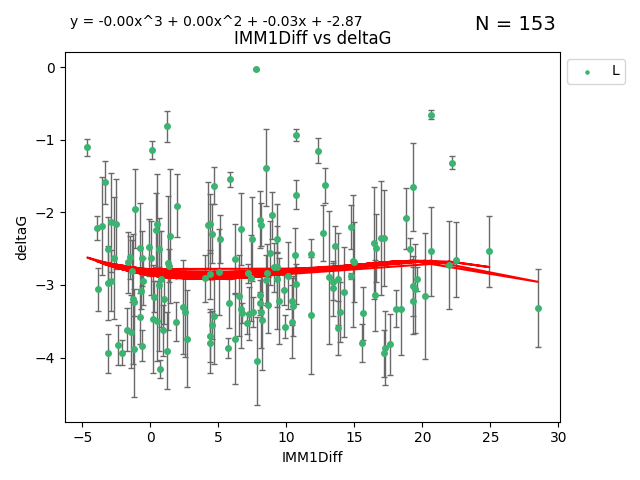 y = -0.00x^3 + 0.00x^2 + -0.03x + -2.87
N = 153
IMM1Diff vs deltaG
L
deltaG
0
−1
−2
−3
−4
−5 0 5 10 15 20 25 30
IMM1Diff